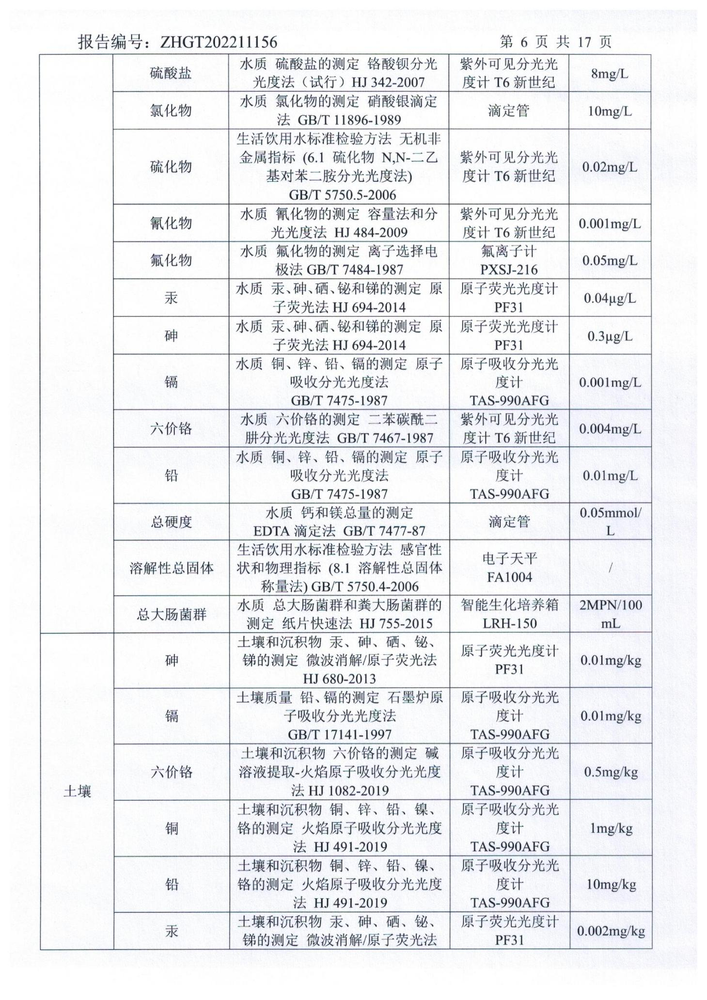 报告编号：ZHGT202211156
第 6 页 共 17 页
硫酸盐
水质 硫酸盐的测定 铬酸钡分光
光度法（试行）HJ 342-2007
紫外可见分光光
度计 T6 新世纪
8mg/L
氯化物
水质 氯化物的测定 硝酸银滴定
法 GB/T 11896-1989
滴定管
10mg/L
硫化物
生活饮用水标准检验方法 无机非
金属指标 (6.1 硫化物 N,N-二乙
基对苯二胺分光光度法)
GB/T 5750.5-2006
紫外可见分光光
度计 T6 新世纪
0.02mg/L
氰化物
水质 氰化物的测定 容量法和分
光光度法 HJ 484-2009
紫外可见分光光
度计 T6 新世纪
0.001mg/L
氟化物
水质 氟化物的测定 离子选择电
极法 GB/T 7484-1987
氟离子计
PXSJ-216
0.05mg/L
汞
水质 汞、砷、硒、铋和锑的测定 原
子荧光法 HJ 694-2014
原子荧光光度计
PF31
0.04μg/L
砷
水质 汞、砷、硒、铋和锑的测定 原
子荧光法 HJ 694-2014
原子荧光光度计
PF31
0.3μg/L
镉
水质 铜、锌、铅、镉的测定 原子
吸收分光光度法
GB/T 7475-1987
原子吸收分光光
度计
TAS-990AFG
0.001mg/L
六价铬
水质 六价铬的测定 二苯碳酰二
肼分光光度法 GB/T 7467-1987
紫外可见分光光
度计 T6 新世纪
0.004mg/L
铅
水质 铜、锌、铅、镉的测定 原子
吸收分光光度法
GB/T 7475-1987
原子吸收分光光
度计
TAS-990AFG
0.01mg/L
总硬度
水质 钙和镁总量的测定
EDTA 滴定法 GB/T 7477-87
滴定管
0.05mmol/
L
溶解性总固体
生活饮用水标准检验方法 感官性
状和物理指标 (8.1 溶解性总固体
称量法) GB/T 5750.4-2006
电子天平
FA1004
/
总大肠菌群
水质 总大肠菌群和粪大肠菌群的
测定 纸片快速法 HJ 755-2015
智能生化培养箱
LRH-150
2MPN/100
mL
土壤
砷
土壤和沉积物 汞、砷、硒、铋、
锑的测定 微波消解/原子荧光法
HJ 680-2013
原子荧光光度计
PF31
0.01mg/kg
镉
土壤质量 铅、镉的测定 石墨炉原
子吸收分光光度法
GB/T 17141-1997
原子吸收分光光
度计
TAS-990AFG
0.01mg/kg
六价铬
土壤和沉积物 六价铬的测定 碱
溶液提取-火焰原子吸收分光光度
法 HJ 1082-2019
原子吸收分光光
度计
TAS-990AFG
0.5mg/kg
铜
土壤和沉积物 铜、锌、铅、镍、
铬的测定 火焰原子吸收分光光度
法 HJ 491-2019
原子吸收分光光
度计
TAS-990AFG
1mg/kg
铅
土壤和沉积物 铜、锌、铅、镍、
铬的测定 火焰原子吸收分光光度
法 HJ 491-2019
原子吸收分光光
度计
TAS-990AFG
10mg/kg
汞
土壤和沉积物 汞、砷、硒、铋、
锑的测定 微波消解/原子荧光法
原子荧光光度计
PF31
0.002mg/kg